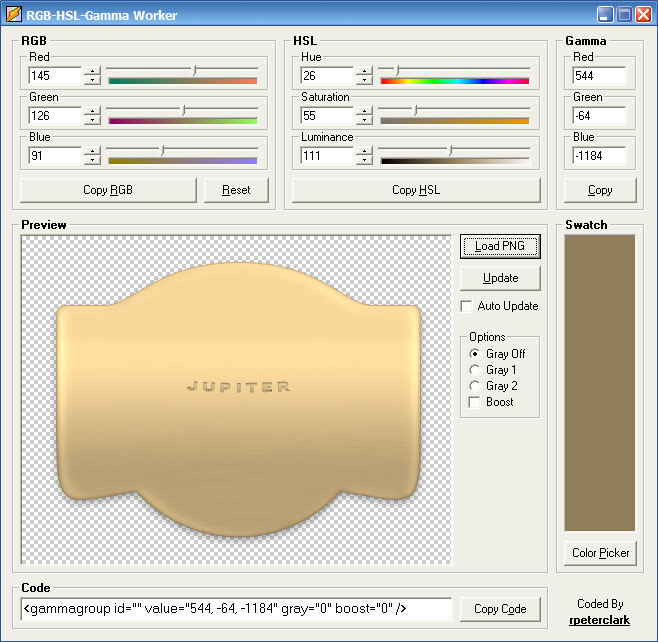 RGB-HSL-Gamma Worker
RGB
Red
145
Green
126
Blue
91
Copy RGB
Reset
HSL
Hue
26
Saturation
55
Luminance
111
Copy HSL
Gamma
Red
544
Green
-64
Blue
-1184
Copy
Preview
JUPITER
Load PNG
Update
Auto Update
Options
Gray Off
Gray 1
Gray 2
Boost
Swatch
Color Picker
Code
<gammagroup id="" value="544, -64, -1184" gray="0" boost="0" />
Copy Code
Coded By
rpeterclark